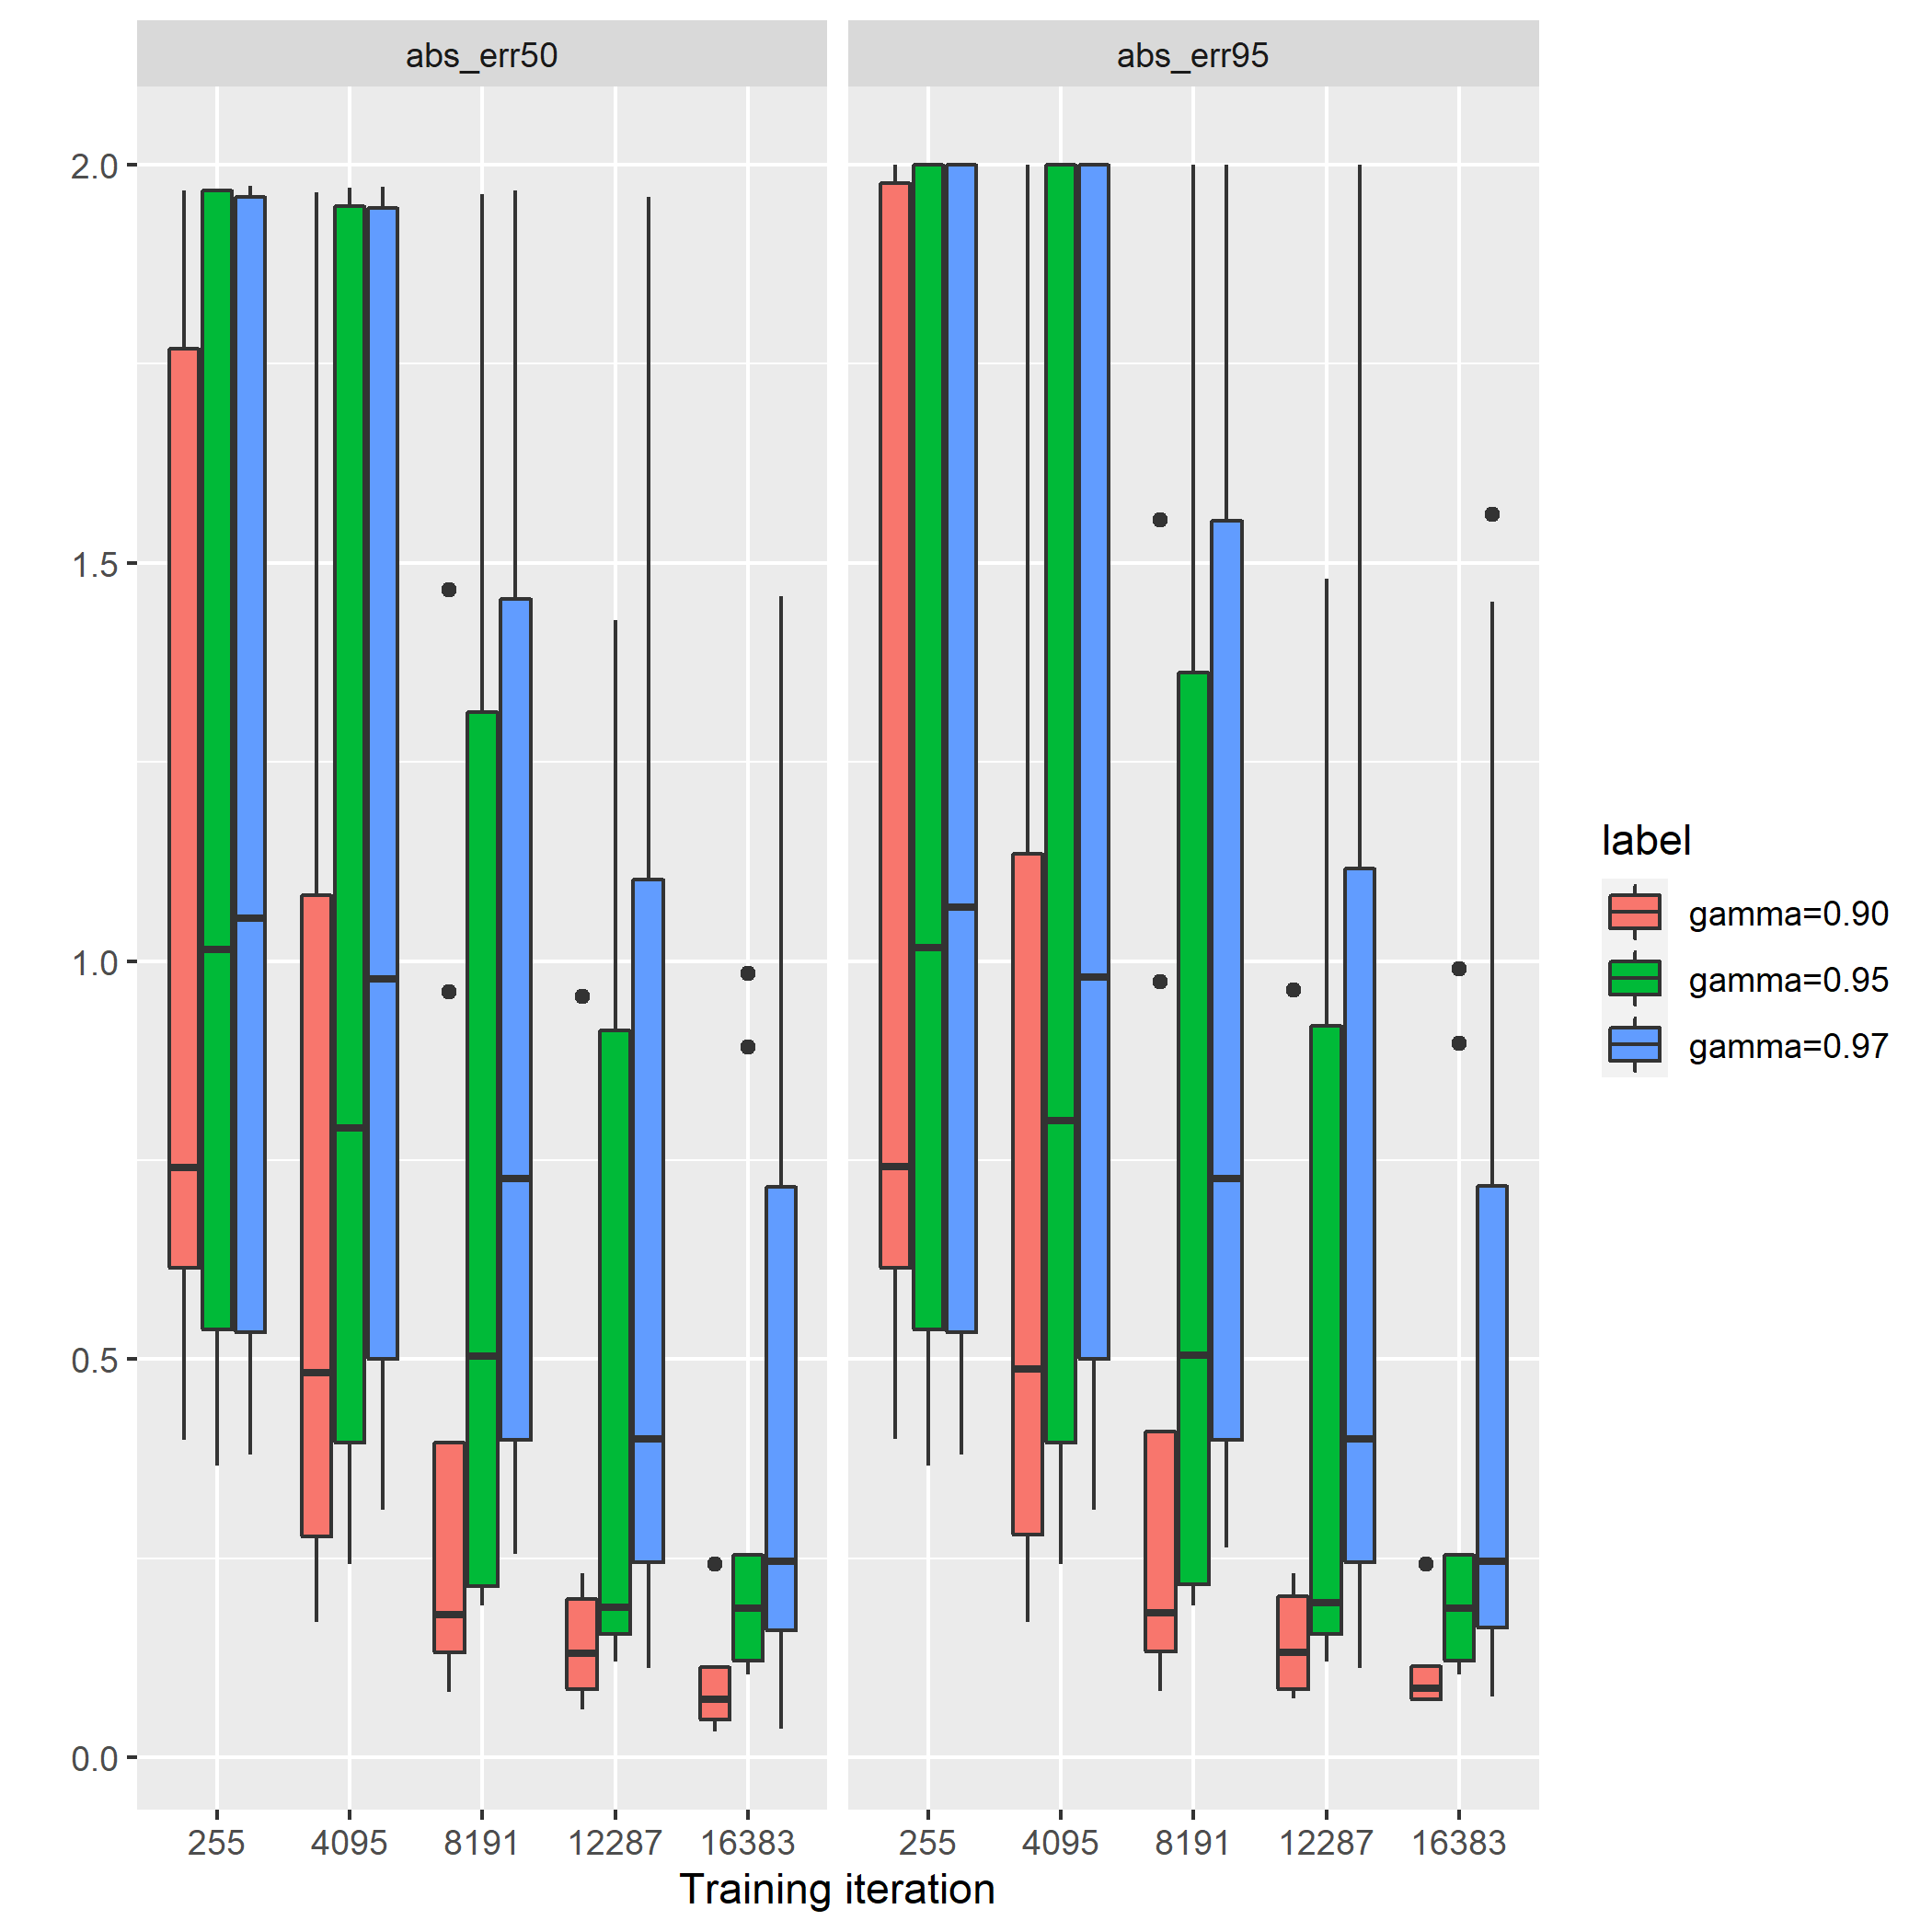 abs_err50 abs_err95
2.0
1.5
1.0
0.5
0.0
255 4095 8191 12287 16383 255 4095 8191 12287 16383
Training iteration
label
gamma=0.90
gamma=0.95
gamma=0.97